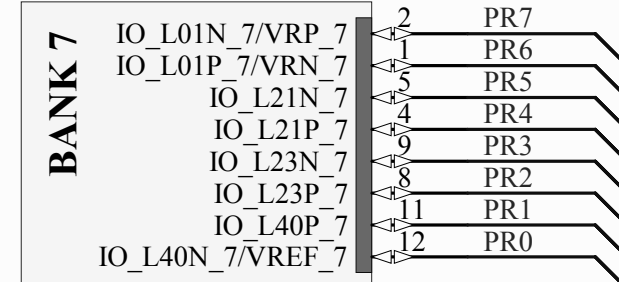 BANK 7
IO_L01N_7/VRP_7 2 PR7
IO_L01P_7/VRN_7 1 PR6
IO_L21N_7 5 PR5
IO_L21P_7 4 PR4
IO_L23N_7 9 PR3
IO_L23P_7 8 PR2
IO_L40P_7 11 PR1
IO_L40N_7/VREF_7 12 PR0